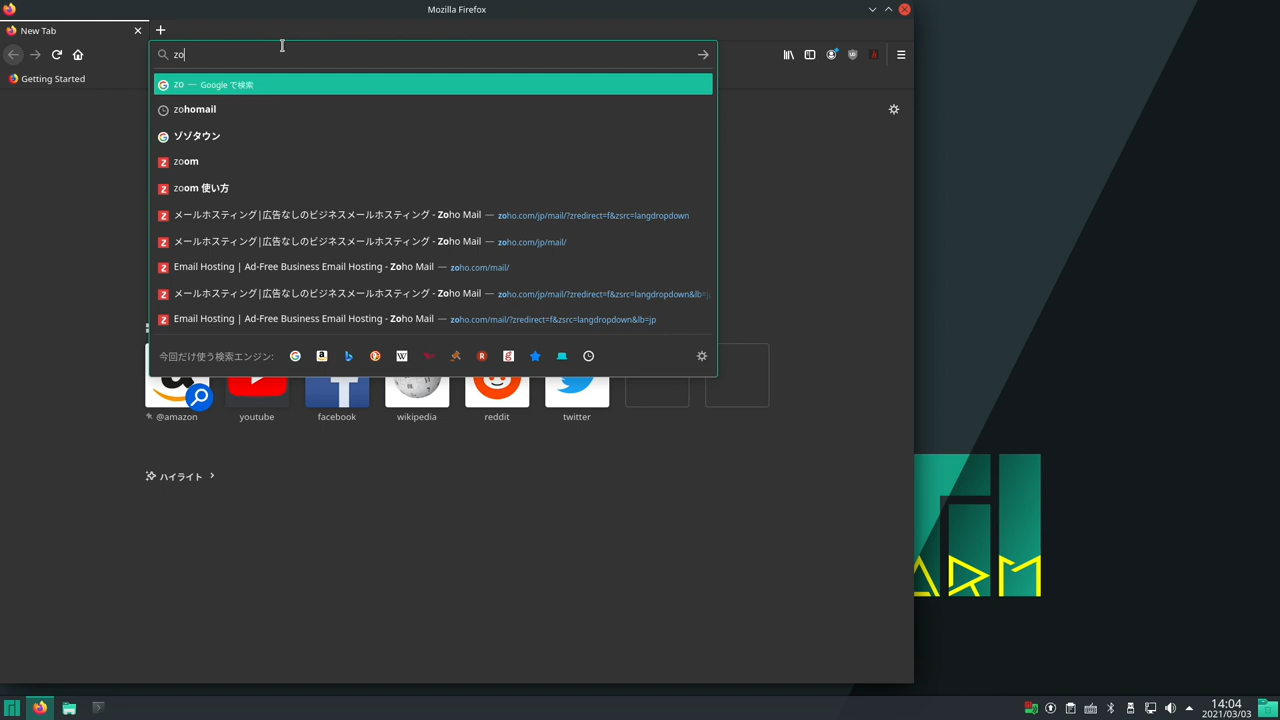 Mozilla Firefox
New Tab
zo
Getting Started
zo — Google で検索
zohomail
ゾゾタウン
zoom
zoom 使い方
メールホスティング|広告なしのビジネスメールホスティング - Zoho Mail — zoho.com/jp/mail/?zredirect=f&zsrc=langdropdown
メールホスティング|広告なしのビジネスメールホスティング - Zoho Mail — zoho.com/jp/mail/
Email Hosting | Ad-Free Business Email Hosting - Zoho Mail — zoho.com/mail/
メールホスティング|広告なしのビジネスメールホスティング - Zoho Mail — zoho.com/jp/mail/?zredirect=f&zsrc=langdropdown&lb=j
Email Hosting | Ad-Free Business Email Hosting - Zoho Mail — zoho.com/mail/?zredirect=f&zsrc=langdropdown&lb=jp
今回だけ使う検索エンジン:
@amazon
youtube
facebook
wikipedia
reddit
twitter
ハイライト
ARM
14:04
2021/03/03